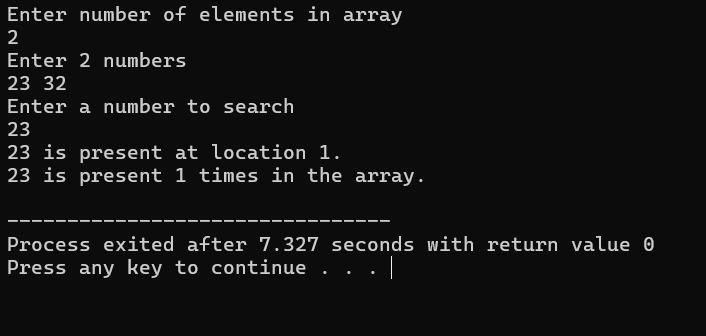 Enter number of elements in array
2
Enter 2 numbers
23 32
Enter a number to search
23
23 is present at location 1.
23 is present 1 times in the array.
--------------------------------
Process exited after 7.327 seconds with return value 0
Press any key to continue . . .